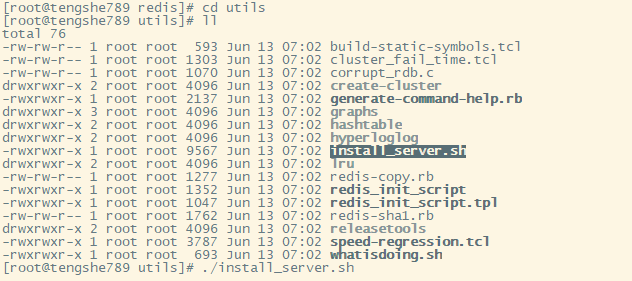 [root@tengshe789 redis]# cd utils
[root@tengshe789 utils]# ll
total 76
-rw-rw-r-- 1 root root  593 Jun 13 07:02 build-static-symbols.tcl
-rw-rw-r-- 1 root root 1303 Jun 13 07:02 cluster_fail_time.tcl
-rw-rw-r-- 1 root root 1070 Jun 13 07:02 corrupt_rdb.c
drwxrwxr-x 2 root root 4096 Jun 13 07:02 create-cluster
-rwxrwxr-x 1 root root 2137 Jun 13 07:02 generate-command-help.rb
drwxrwxr-x 3 root root 4096 Jun 13 07:02 graphs
drwxrwxr-x 2 root root 4096 Jun 13 07:02 hashtable
drwxrwxr-x 2 root root 4096 Jun 13 07:02 hyperloglog
-rwxrwxr-x 1 root root 9567 Jun 13 07:02 install_server.sh
drwxrwxr-x 2 root root 4096 Jun 13 07:02 lru
-rw-rw-r-- 1 root root 1277 Jun 13 07:02 redis-copy.rb
-rwxrwxr-x 1 root root 1352 Jun 13 07:02 redis_init_script
-rwxrwxr-x 1 root root 1047 Jun 13 07:02 redis_init_script.tpl
-rw-rw-r-- 1 root root 1762 Jun 13 07:02 redis-sha1.rb
drwxrwxr-x 2 root root 4096 Jun 13 07:02 releasetools
-rwxrwxr-x 1 root root 3787 Jun 13 07:02 speed-regression.tcl
-rwxrwxr-x 1 root root  693 Jun 13 07:02 whatisdoing.sh
[root@tengshe789 utils]# ./install_server.sh